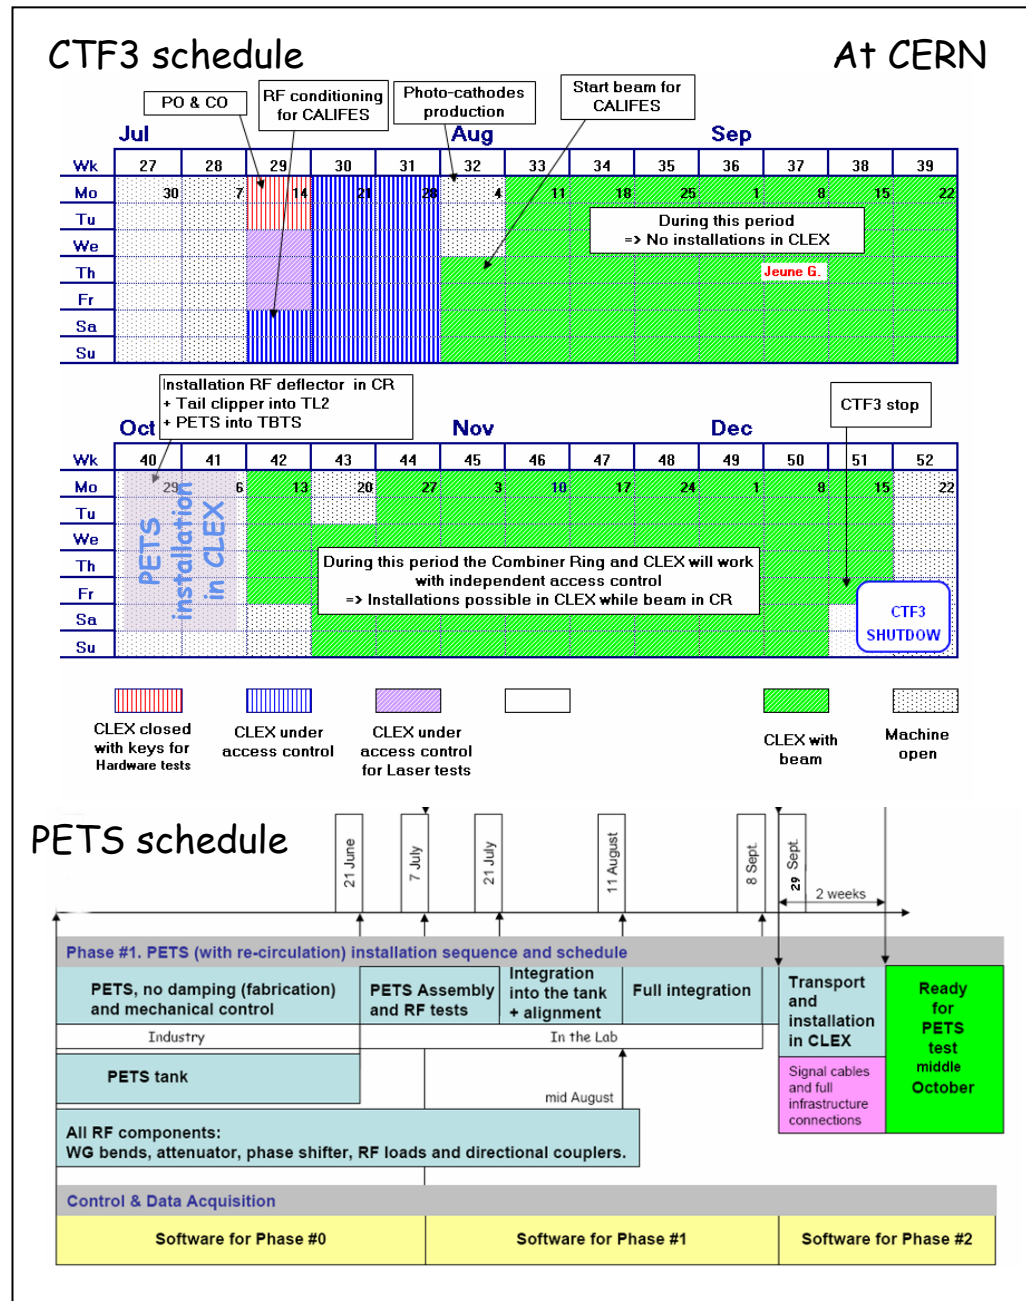 CTF3 schedule
At CERN
PO & CO
RF conditioning
for CALIFES
Photo-cathodes
production
Start beam for
CALIFES
Jul Aug Sep
Wk 27 28 29 30 31 32 33 34 35 36 37 38 39
Mo 30 7 14 21 28 4 11 18 25 1 8 15 22
Tu
We
Th
Fr
Sa
Su
During this period
=> No installations in CLEX
Jeune G.
Installation RF deflector in CR
+ Tail clipper into TL2
+ PETS into TBTS
CTF3 stop
Oct Nov Dec
Wk 40 41 42 43 44 45 46 47 48 49 50 51 52
Mo 29 6 13 20 27 3 10 17 24 1 8 15 22
Tu
We
Th
Fr
Sa
Su
PETS
installation
in CLEX
During this period the Combiner Ring and CLEX will work
with independent access control
=> Installations possible in CLEX while beam in CR
CTF3
SHUTDOW
CLEX closed
with keys for
Hardware tests
CLEX under
access control
CLEX under
access control
for Laser tests
CLEX with
beam
Machine
open
PETS schedule
21 June
7 July
21 July
11 August
8 Sept.
29 Sept.
2 weeks
Phase #1. PETS (with re-circulation) installation sequence and schedule
PETS, no damping (fabrication)
and mechanical control
PETS Assembly
and RF tests
Integration
into the tank
+ alignment
Full integration
Transport
and
installation
in CLEX
Ready
for
PETS
test
middle
October
Industry
In the Lab
PETS tank
Signal cables
and full
infrastructure
connections
mid August
All RF components:
WG bends, attenuator, phase shifter, RF loads and directional couplers.
Control & Data Acquisition
Software for Phase #0
Software for Phase #1
Software for Phase #2